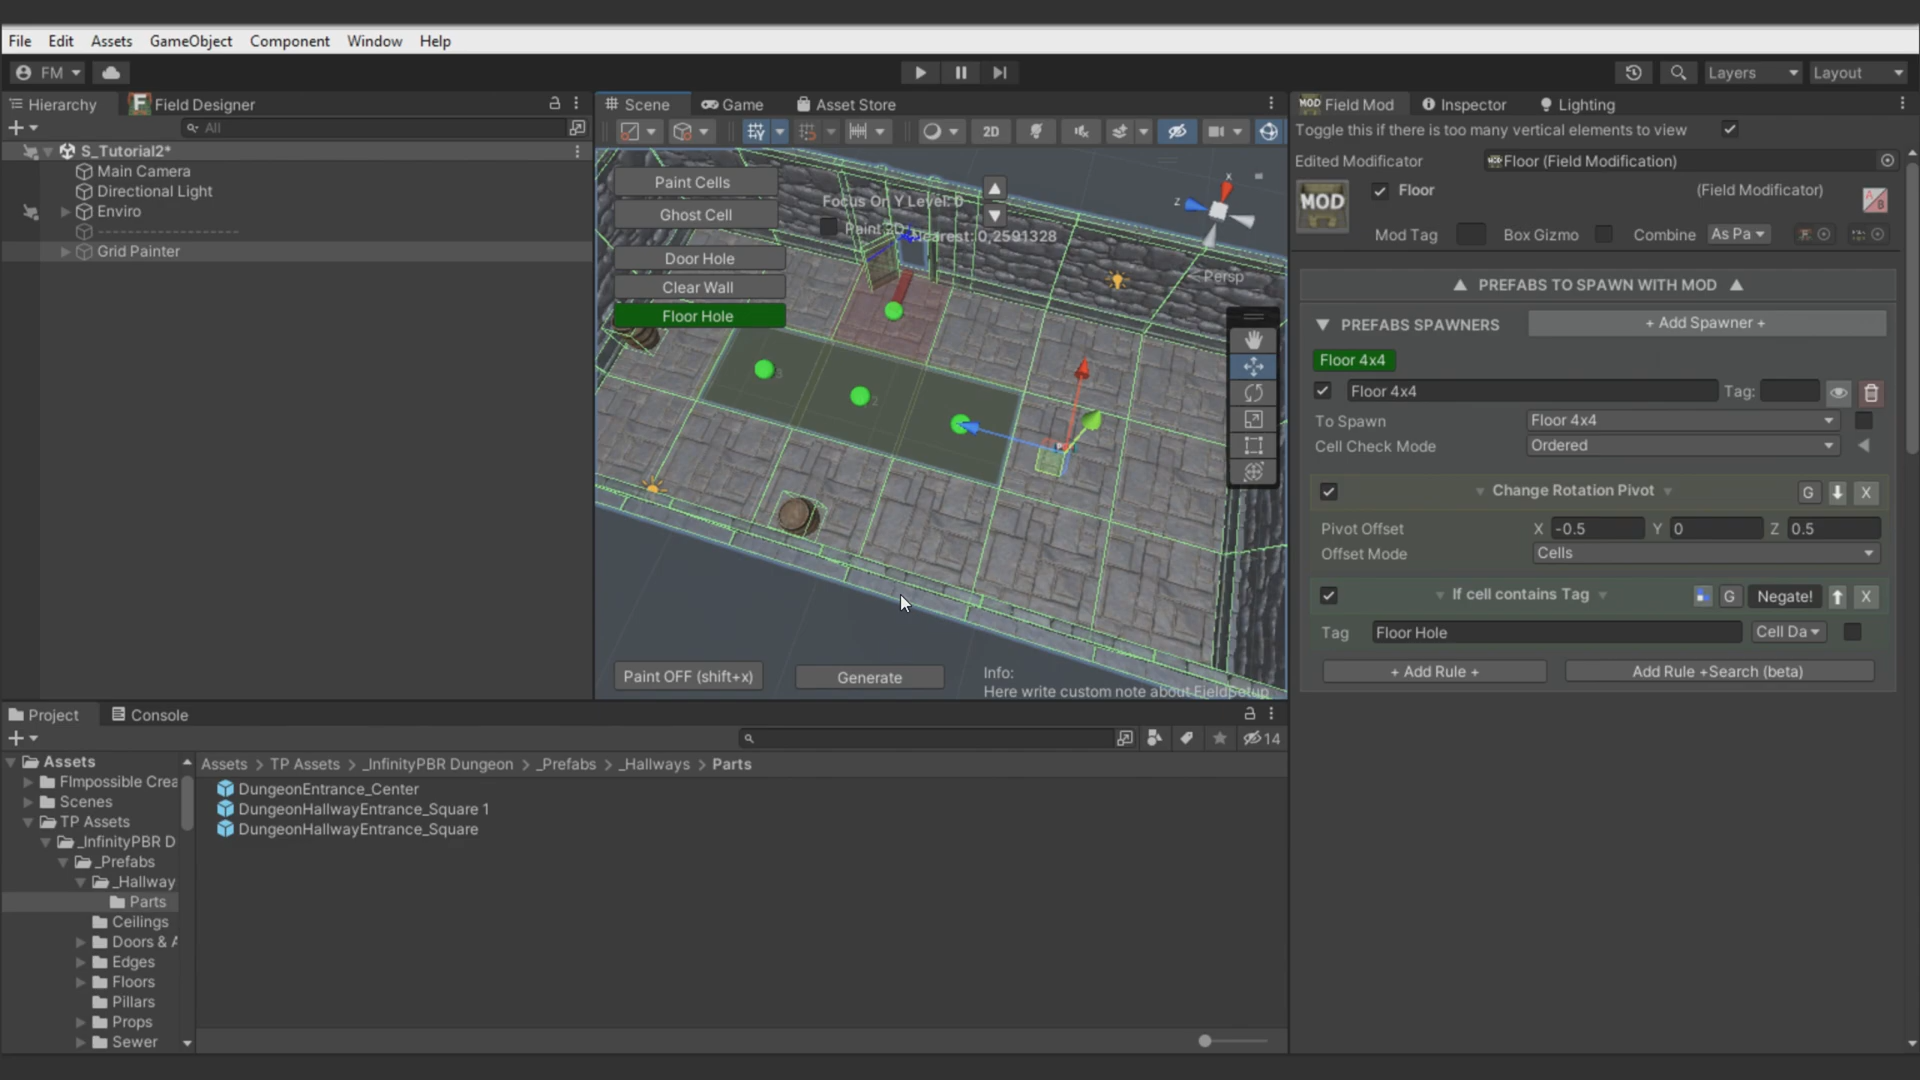 File Edit Assets GameObject Component Window Help
FM Layers Layout
Hierarchy Field Designer
All
S_Tutorial2*
Main Camera
Directional Light
Enviro
--------------------
Grid Painter
Scene Game Asset Store
2D
Paint Cells
Ghost Cell
Door Hole
Clear Wall
Floor Hole
Focus On Y Level: 0
Paint 2D
Nearest: 0,2591328
x
z
Persp
3
2
Paint OFF (shift+x) Generate
Info:
Here write custom note about FieldSetup
Field Mod Inspector Lighting
Toggle this if there is too many vertical elements to view
Edited Modificator Floor (Field Modification)
MOD Floor (Field Modificator)
Mod Tag Box Gizmo Combine As Pa
PREFABS TO SPAWN WITH MOD
PREFABS SPAWNERS + Add Spawner +
Floor 4x4
Floor 4x4 Tag:
To Spawn Floor 4x4
Cell Check Mode Ordered
Change Rotation Pivot G X
Pivot Offset X -0.5 Y 0 Z 0.5
Offset Mode Cells
If cell contains Tag G Negate! X
Tag Floor Hole Cell Da
+ Add Rule + Add Rule +Search (beta)
Project Console
14
Assets
FImpossible Crea
Scenes
TP Assets
_InfinityPBR D
_Prefabs
_Hallway
Parts
Ceilings
Doors & A
Edges
Floors
Pillars
Props
Sewer
Assets > TP Assets > _InfinityPBR Dungeon > _Prefabs > _Hallways > Parts
DungeonEntrance_Center
DungeonHallwayEntrance_Square 1
DungeonHallwayEntrance_Square